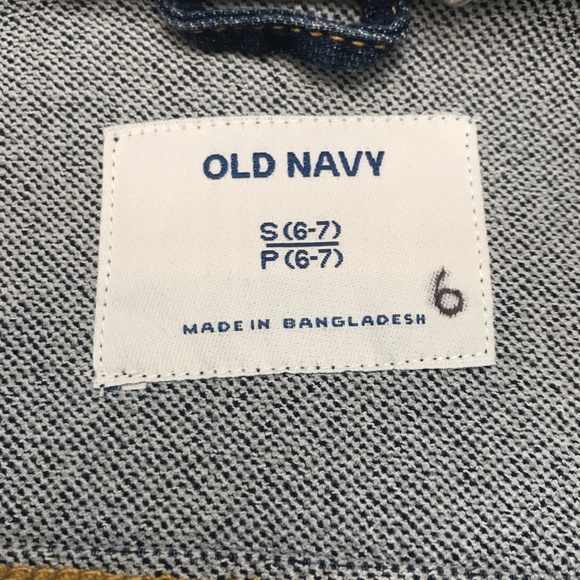 OLD NAVY
S (6-7)
P (6-7)
MADE IN BANGLADESH
6